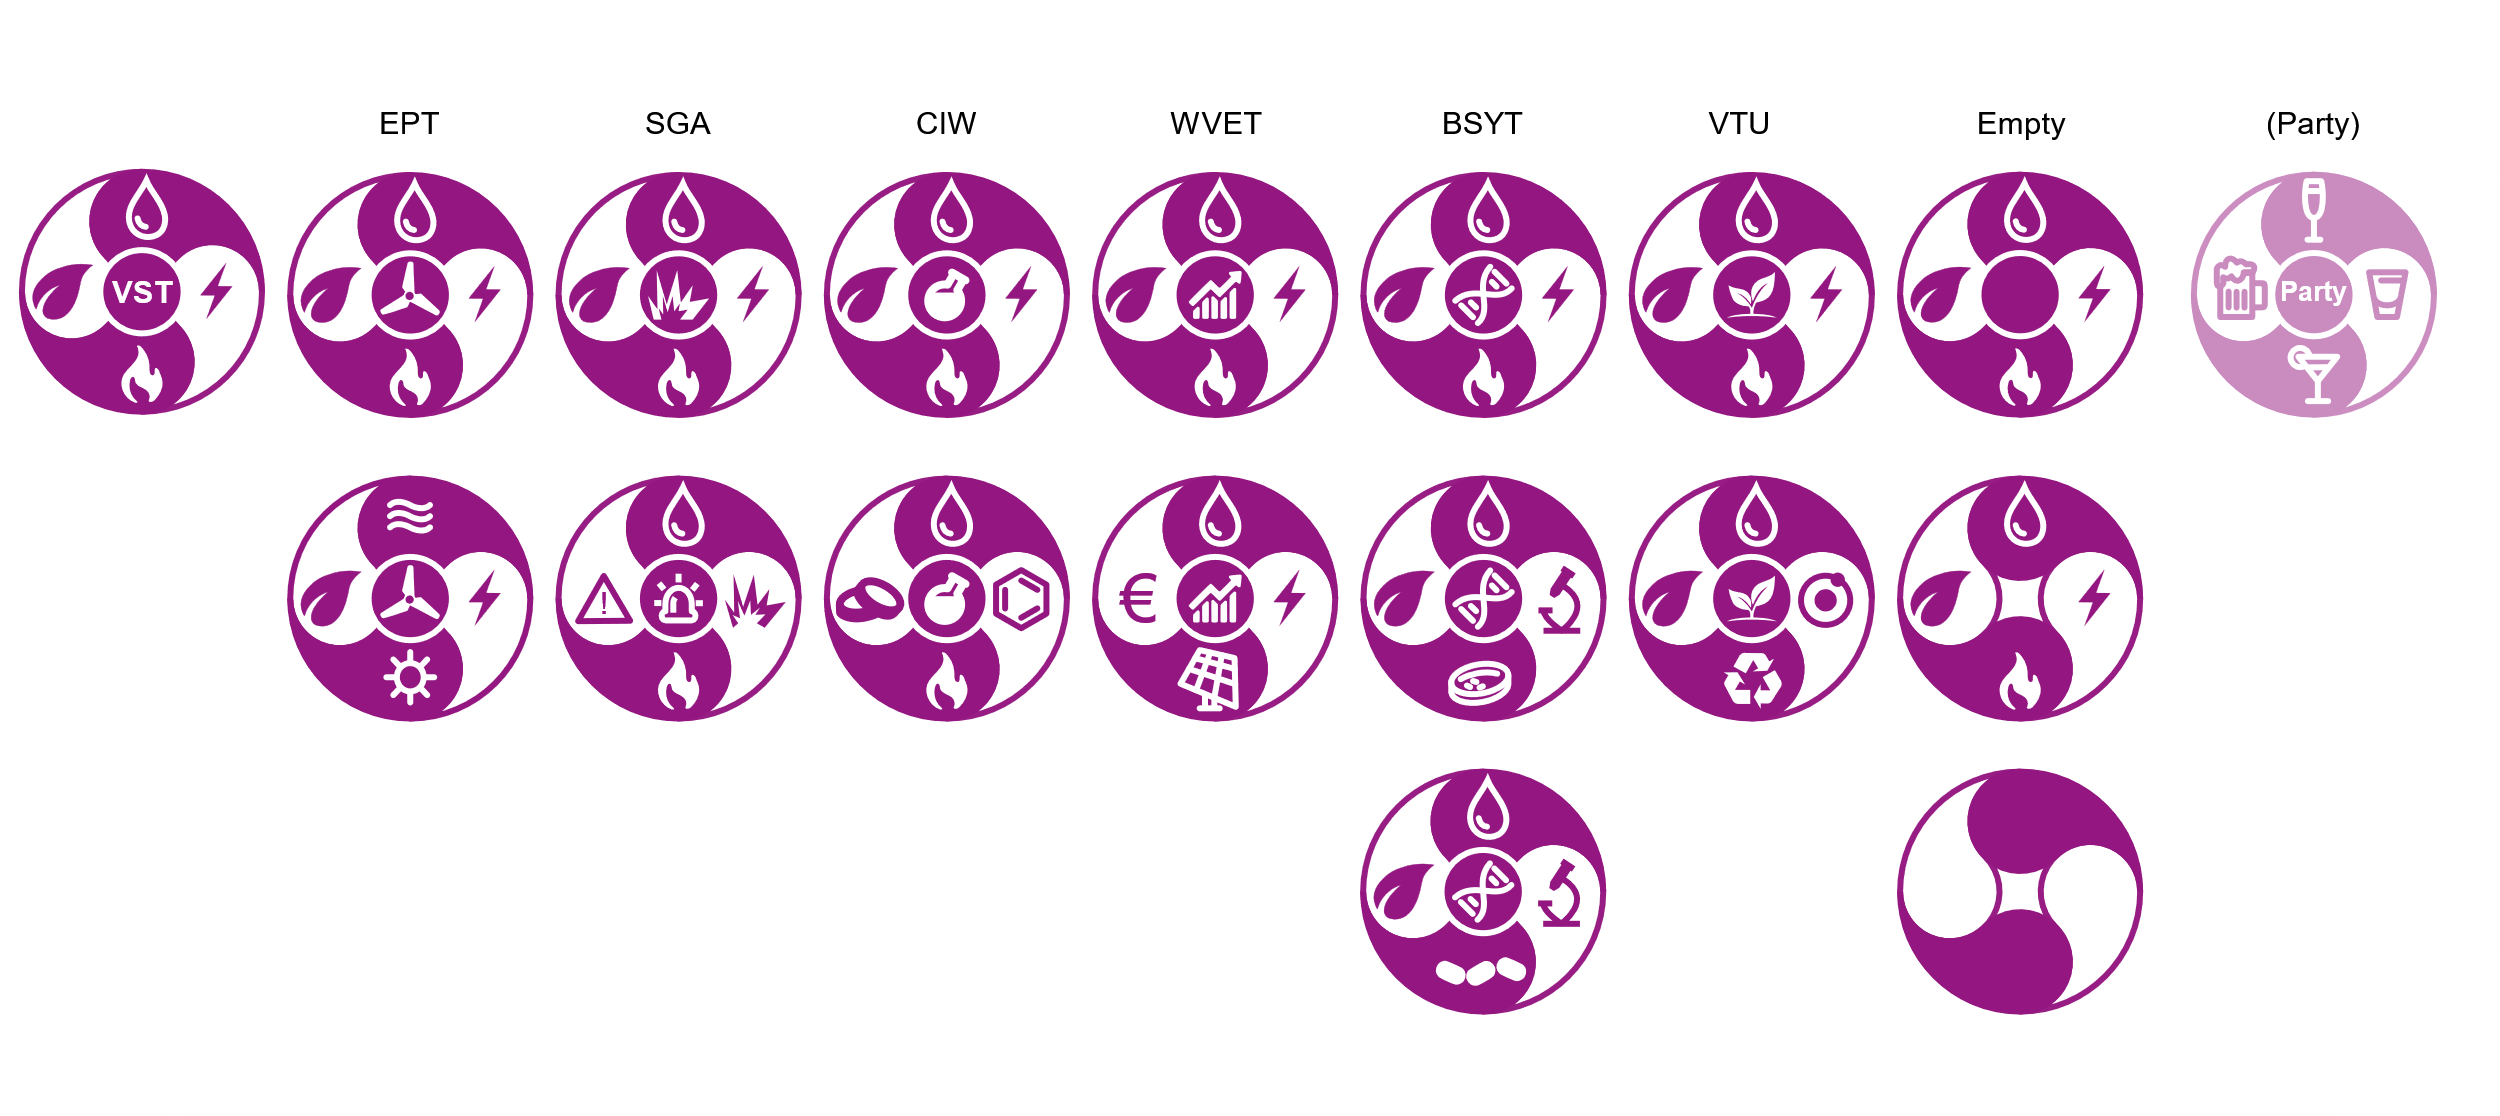 EPT SGA CIW WVET BSYT VTU Empty (Party)
VST
Party
!
€